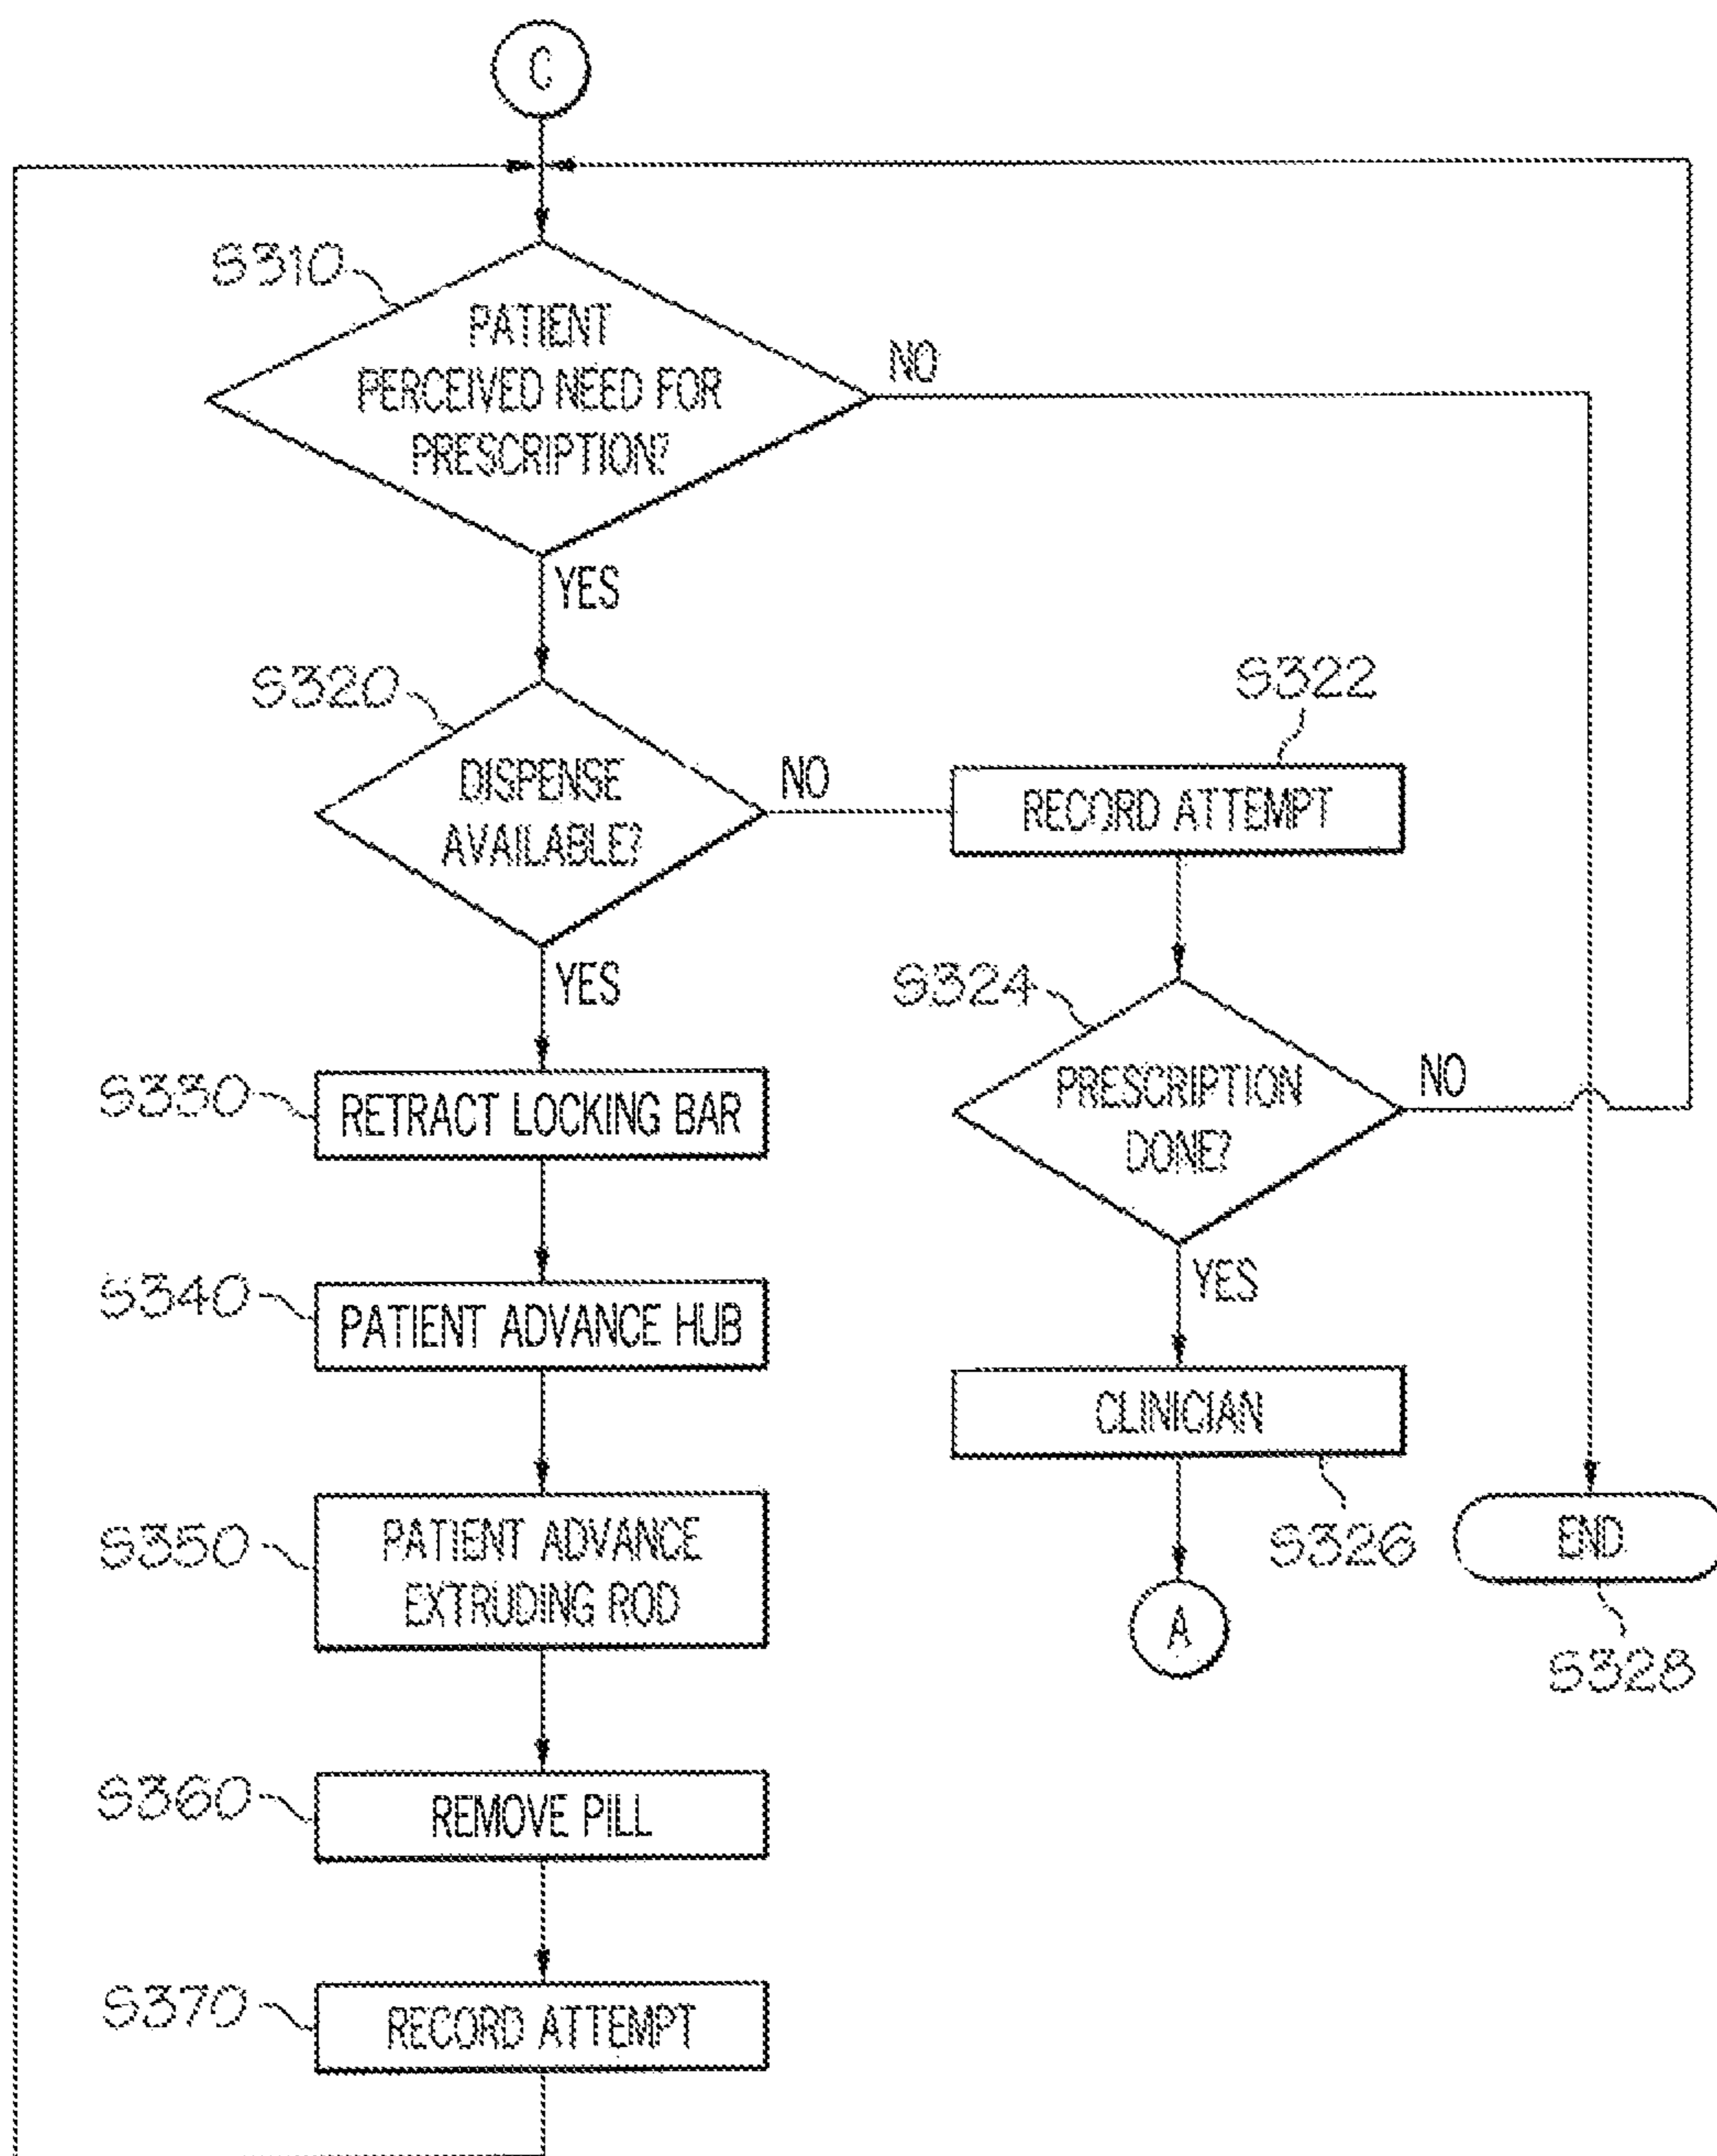 C
S310
PATIENT
PERCEIVED NEED FOR
PRESCRIPTION?
NO
YES
S320
DISPENSE
AVAILABLE?
NO
S322
RECORD ATTEMPT
YES
S324
PRESCRIPTION
DONE?
NO
S330
RETRACT LOCKING BAR
YES
S340
PATIENT ADVANCE HUB
CLINICIAN
S326
S350
PATIENT ADVANCE
EXTRUDING ROD
END
S328
A
S360
REMOVE PILL
S370
RECORD ATTEMPT